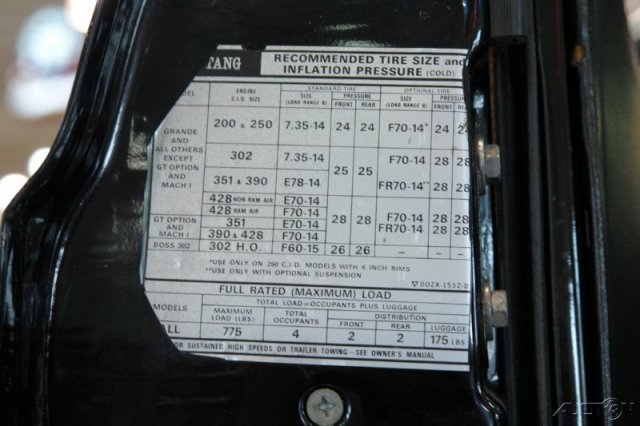 TANG RECOMMENDED TIRE SIZE and
INFLATION PRESSURE (COLD)
ENGINE STANDARD TIRE OPTIONAL TIRE
DEL C.I.D. SIZE SIZE PRESSURE SIZE PRESSURE
(LOAD RANGE B) FRONT REAR (LOAD RANGE B) FRONT REAR
GRANDE AND ALL OTHERS EXCEPT GT OPTION AND MACH I
200 & 250 7.35-14 24 24 F70-14* 24 24
302 7.35-14 25 25 F70-14 28 28
351 & 390 E78-14 FR70-14** 28 28
428 NON-RAM AIR E70-14
428 RAM AIR F70-14
GT OPTION AND MACH I
351 E70-14 28 28 F70-14 28 28
390 & 428 F70-14 FR70-14 28 28
BOSS 302 302 H.O. F60-15 26 26 – – –
*USE ONLY ON 250 C.I.D. MODELS WITH 6 INCH RIMS
**USE ONLY WITH OPTIONAL SUSPENSION
DOZA-1532-D
FULL RATED (MAXIMUM) LOAD
MODELS TOTAL LOAD=OCCUPANTS PLUS LUGGAGE
MAXIMUM LOAD (LBS) TOTAL OCCUPANTS DISTRIBUTION
FRONT REAR LUGGAGE
ALL 775 4 2 2 175 LBS
FOR SUSTAINED HIGH SPEEDS OR TRAILER TOWING—SEE OWNER'S MANUAL